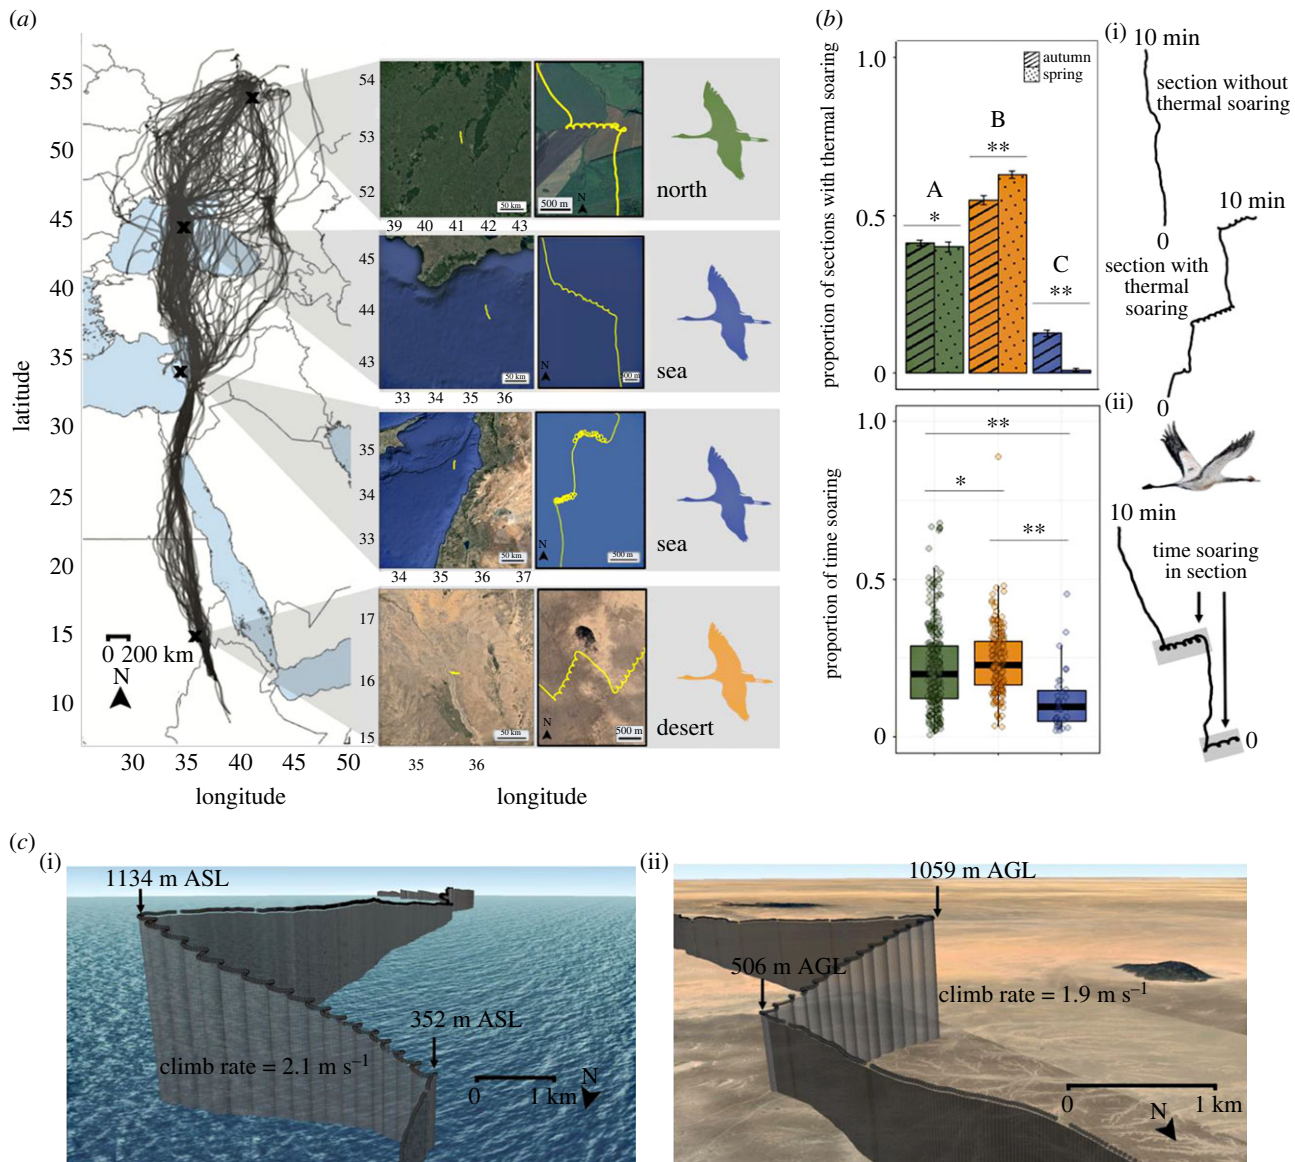 (a)
latitude
55
50
45
40
35
30
25
20
15
10
0 200 km
N
30 35 40 45 50
longitude
54
53
52
39 40 41 42 43
50 km
500 m
N
north
45
44
43
33 34 35 36
50 km
N
sea
35
34
33
34 35 36 37
50 km
N
500 m
sea
17
16
15
35 36
50 km
N
500 m
desert
longitude
(b)
(i)
proportion of sections with thermal soaring
1.0
0.5
0
autumn
spring
A
*
B
**
C
**
10 min
section without
thermal soaring
0
10 min
section with
thermal
soaring
0
(ii)
proportion of time soaring
1.0
0.5
0
**
*
**
10 min
time soaring
in section
0
(c)
(i)
1134 m ASL
352 m ASL
climb rate = 2.1 m s⁻¹
0 1 km
N
(ii)
1059 m AGL
506 m AGL
climb rate = 1.9 m s⁻¹
0 1 km
N